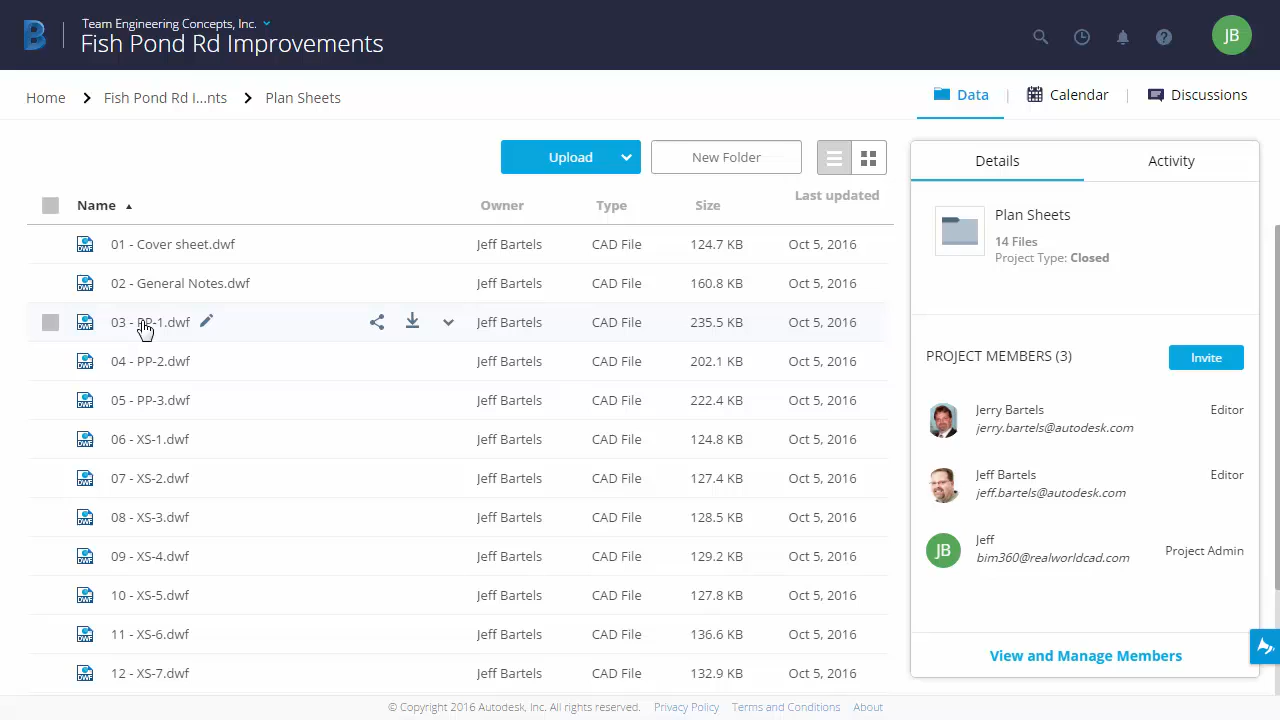 Team Engineering Concepts, Inc.
Fish Pond Rd Improvements
JB
Home
Fish Pond Rd I...nts
Plan Sheets
Data
Calendar
Discussions
Upload
New Folder
Name Owner Type Size Last updated
01 - Cover sheet.dwf Jeff Bartels CAD File 124.7 KB Oct 5, 2016
02 - General Notes.dwf Jeff Bartels CAD File 160.8 KB Oct 5, 2016
03 - PP-1.dwf Jeff Bartels CAD File 235.5 KB Oct 5, 2016
04 - PP-2.dwf Jeff Bartels CAD File 202.1 KB Oct 5, 2016
05 - PP-3.dwf Jeff Bartels CAD File 222.4 KB Oct 5, 2016
06 - XS-1.dwf Jeff Bartels CAD File 124.8 KB Oct 5, 2016
07 - XS-2.dwf Jeff Bartels CAD File 127.4 KB Oct 5, 2016
08 - XS-3.dwf Jeff Bartels CAD File 128.5 KB Oct 5, 2016
09 - XS-4.dwf Jeff Bartels CAD File 129.2 KB Oct 5, 2016
10 - XS-5.dwf Jeff Bartels CAD File 127.8 KB Oct 5, 2016
11 - XS-6.dwf Jeff Bartels CAD File 136.6 KB Oct 5, 2016
12 - XS-7.dwf Jeff Bartels CAD File 132.9 KB Oct 5, 2016
Details
Activity
Plan Sheets
14 Files
Project Type: Closed
PROJECT MEMBERS (3)
Invite
Jerry Bartels Editor
jerry.bartels@autodesk.com
Jeff Bartels Editor
jeff.bartels@autodesk.com
JB
Jeff
bim360@realworldcad.com Project Admin
View and Manage Members
© Copyright 2016 Autodesk, Inc. All rights reserved. Privacy Policy Terms and Conditions About